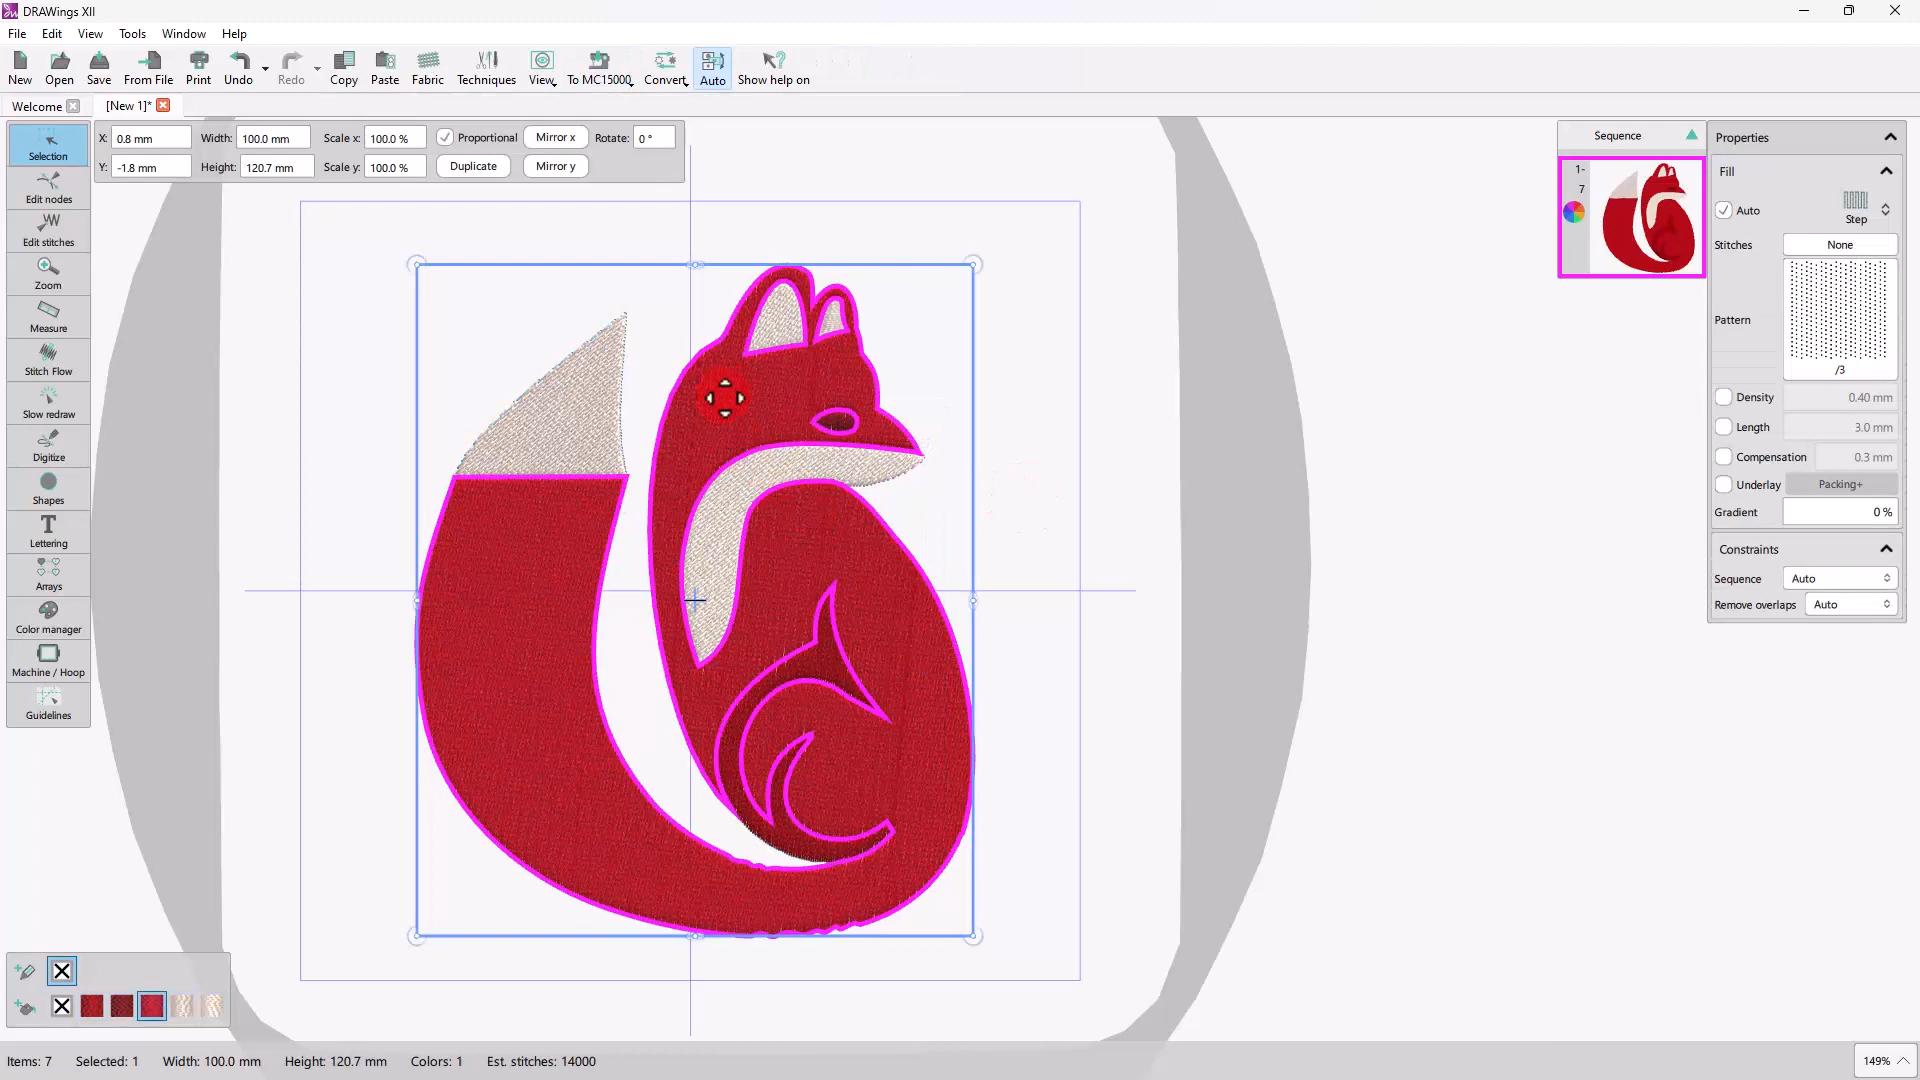 DRAWings XII
File Edit View Tools Window Help
New Open Save From File Print Undo Redo Copy Paste Fabric Techniques View To MC15000 Convert Auto Show help on
Welcome [New 1]*
X: 0.8 mm Width: 100.0 mm Scale x: 100.0 % Proportional Mirror x Rotate: 0 °
Y: -1.8 mm Height: 120.7 mm Scale y: 100.0 % Duplicate Mirror y
Selection
Edit nodes
Edit stitches
Zoom
Measure
Stitch Flow
Slow redraw
Digitize
Shapes
T
Lettering
Arrays
Color manager
Machine / Hoop
Guidelines
Sequence
1-
7
Properties
Fill
Auto Step
Stitches None
Pattern
/3
Density 0.40 mm
Length 3.0 mm
Compensation 0.3 mm
Underlay Packing+
Gradient 0 %
Constraints
Sequence Auto
Remove overlaps Auto
Items: 7 Selected: 1 Width: 100.0 mm Height: 120.7 mm Colors: 1 Est. stitches: 14000
149%